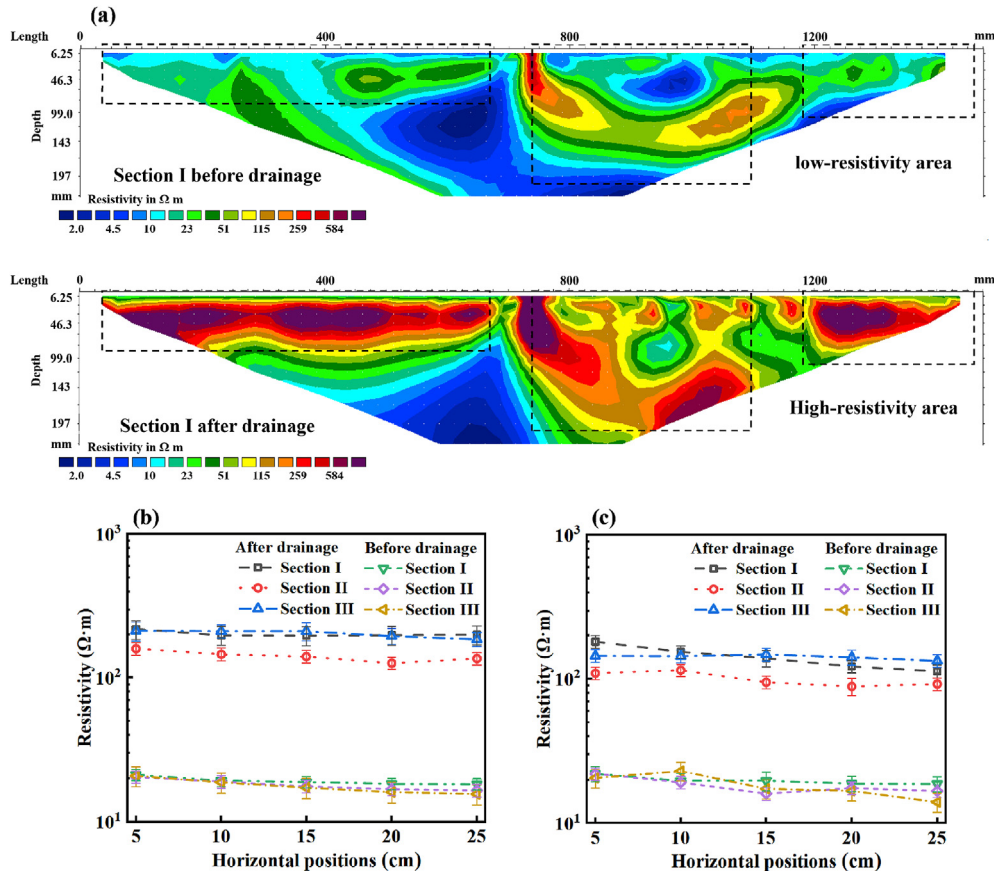 (a)
Length 0 400 800 1200 mm
6.25
46.3
99.0
143
197
mm
Depth
Section I before drainage
low-resistivity area
Resistivity in Ω m
2.0 4.5 10 23 51 115 259 584
Length 0 400 800 1200 mm
6.25
46.3
99.0
143
197
mm
Depth
Section I after drainage
High-resistivity area
Resistivity in Ω m
2.0 4.5 10 23 51 115 259 584
(b)
After drainage Before drainage
Section I Section I
Section II Section II
Section III Section III
10³
10²
10¹
Resistivity (Ω·m)
5 10 15 20 25
Horizontal positions (cm)
(c)
After drainage Before drainage
Section I Section I
Section II Section II
Section III Section III
10³
10²
10¹
Resistivity (Ω·m)
5 10 15 20 25
Horizontal positions (cm)